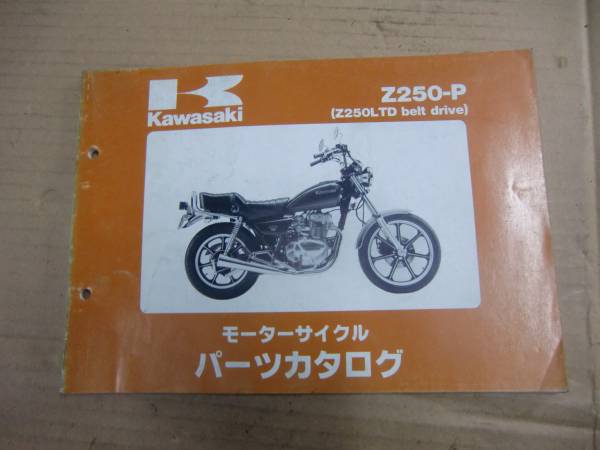 Kawasaki
Z250-P
(Z250LTD belt drive)
モーターサイクル
パーツカタログ